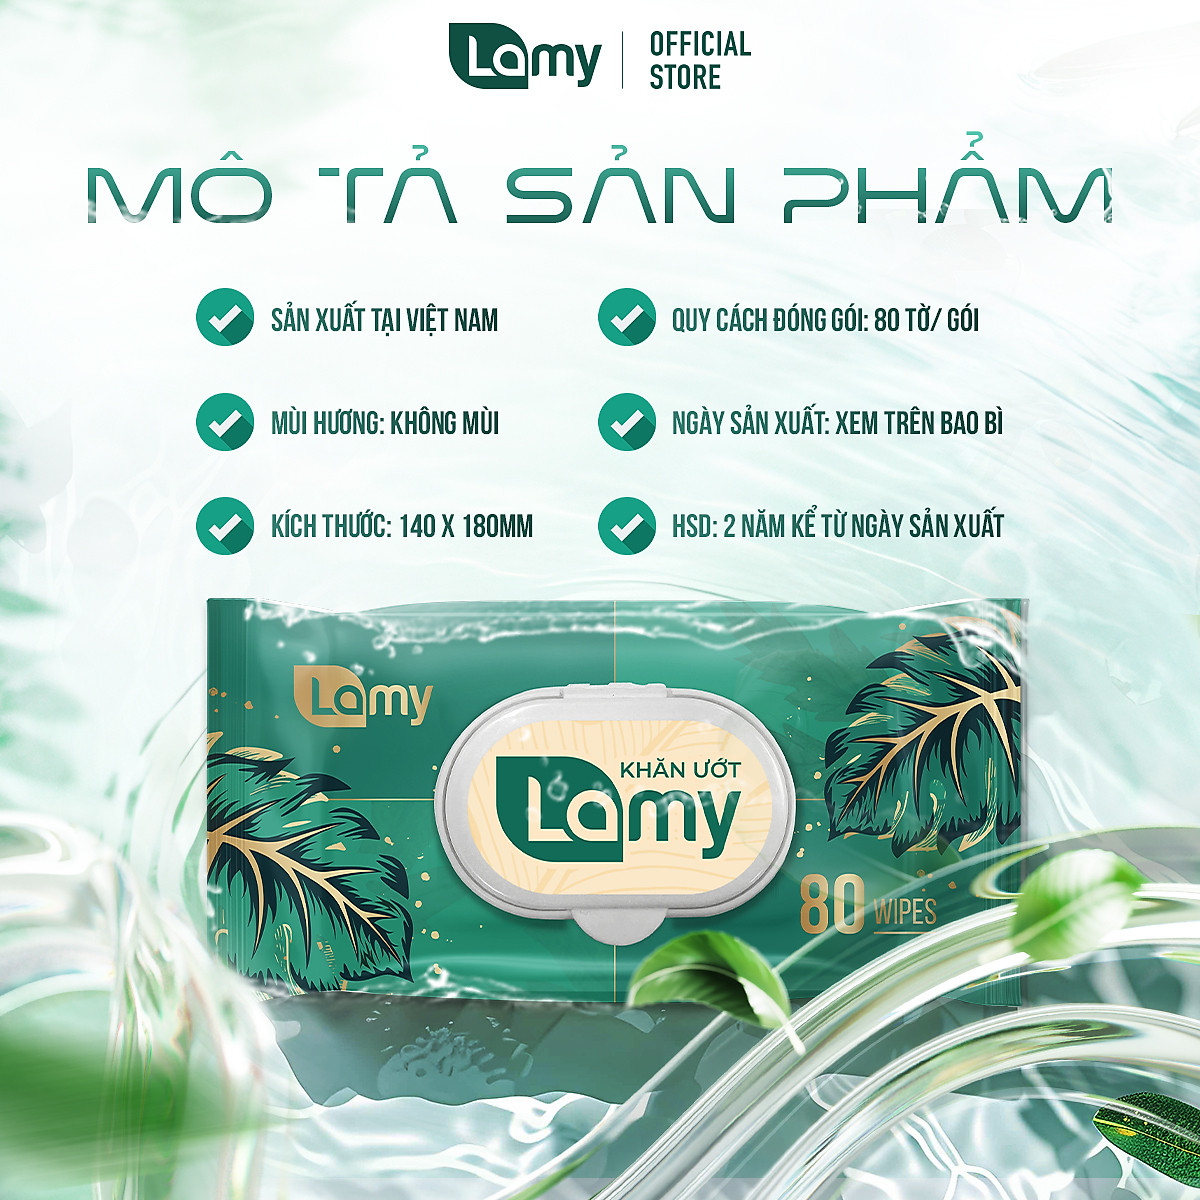 Lamy
OFFICIAL
STORE
MÔ TẢ SẢN PHẨM
SẢN XUẤT TẠI VIỆT NAM
QUY CÁCH ĐÓNG GÓI: 80 TỜ/ GÓI
MÙI HƯƠNG: KHÔNG MÙI
NGÀY SẢN XUẤT: XEM TRÊN BAO BÌ
KÍCH THƯỚC: 140 X 180MM
HSD: 2 NĂM KỂ TỪ NGÀY SẢN XUẤT
Lamy
KHĂN ƯỚT
Lamy
80 WIPES